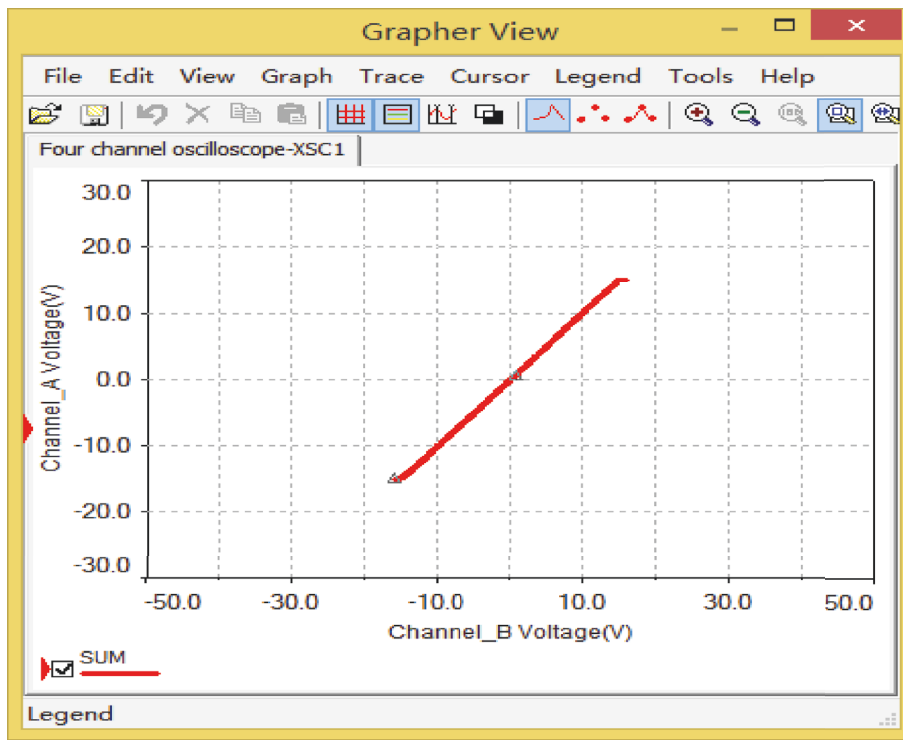 Grapher View
File Edit View Graph Trace Cursor Legend Tools Help
Four channel oscilloscope-XSC1
Channel_A Voltage(V)
30.0
20.0
10.0
0.0
-10.0
-20.0
-30.0
-50.0 -30.0 -10.0 10.0 30.0 50.0
Channel_B Voltage(V)
SUM
Legend